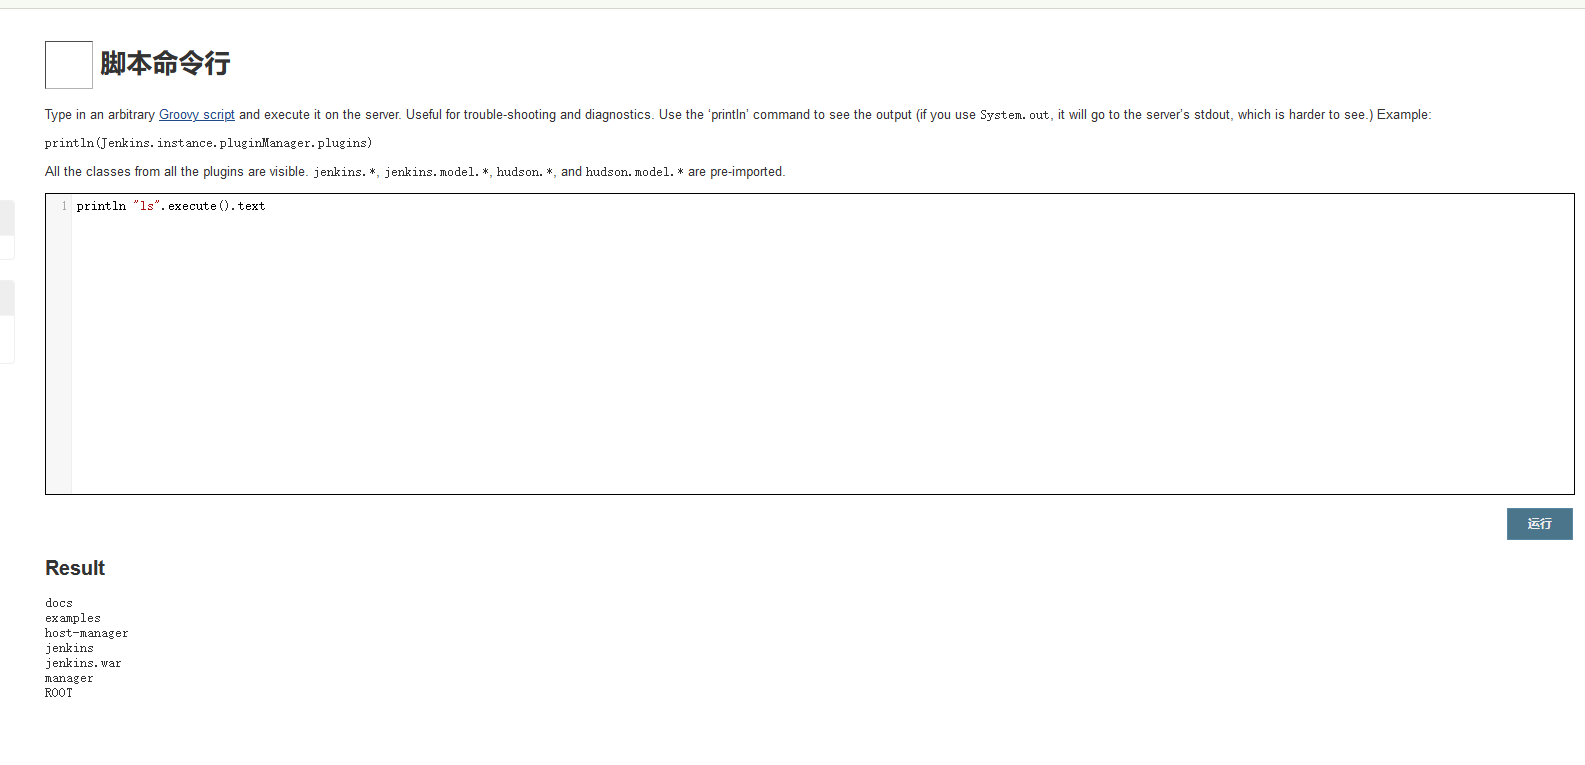 脚本命令行
Type in an arbitrary Groovy script and execute it on the server. Useful for trouble-shooting and diagnostics. Use the ‘println’ command to see the output (if you use System.out, it will go to the server’s stdout, which is harder to see.) Example:
println(Jenkins.instance.pluginManager.plugins)
All the classes from all the plugins are visible. jenkins.*, jenkins.model.*, hudson.*, and hudson.model.* are pre-imported.
1 println "ls".execute().text
运行
Result
docs
examples
host-manager
jenkins
jenkins.war
manager
ROOT